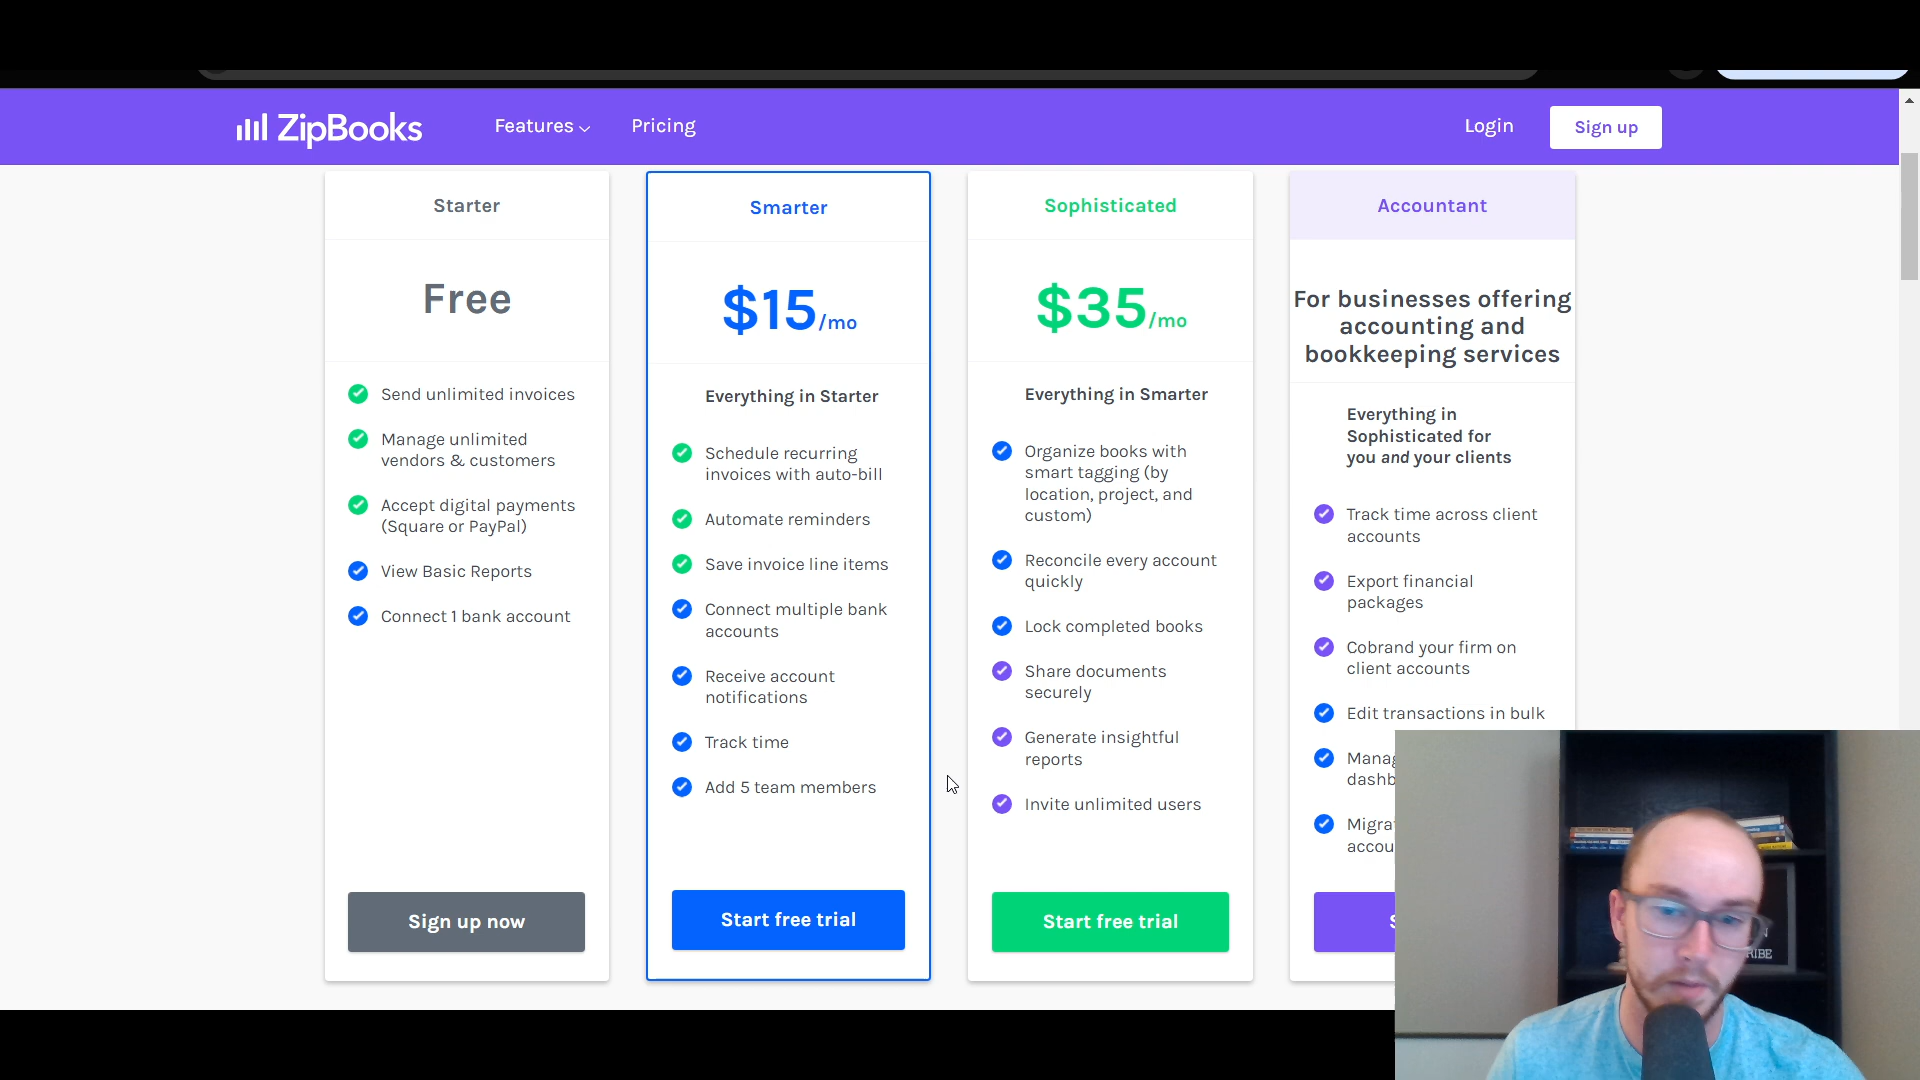 ZipBooks
Features
Pricing
Login
Sign up
Starter
Free
Send unlimited invoices
Manage unlimited
vendors & customers
Accept digital payments
(Square or PayPal)
View Basic Reports
Connect 1 bank account
Sign up now
Smarter
$15/mo
Everything in Starter
Schedule recurring
invoices with auto-bill
Automate reminders
Save invoice line items
Connect multiple bank
accounts
Receive account
notifications
Track time
Add 5 team members
Start free trial
Sophisticated
$35/mo
Everything in Smarter
Organize books with
smart tagging (by
location, project, and
custom)
Reconcile every account
quickly
Lock completed books
Share documents
securely
Generate insightful
reports
Invite unlimited users
Start free trial
Accountant
For businesses offering
accounting and
bookkeeping services
Everything in
Sophisticated for
you and your clients
Track time across client
accounts
Export financial
packages
Cobrand your firm on
client accounts
Edit transactions in bulk